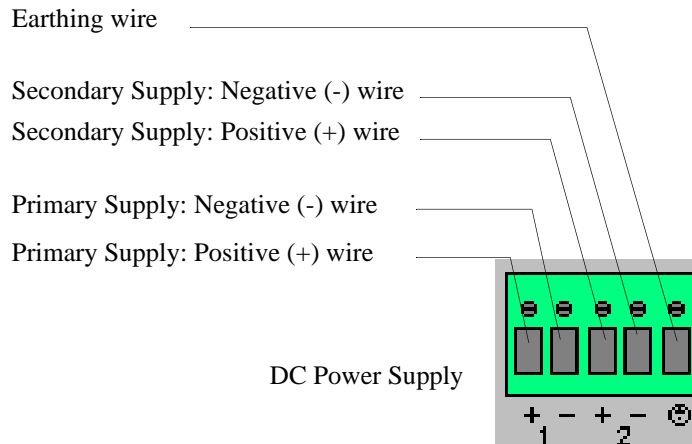 Earthing wire
Secondary Supply: Negative (-) wire
Secondary Supply: Positive (+) wire
Primary Supply: Negative (-) wire
Primary Supply: Positive (+) wire
DC Power Supply
+ − + −
1 2